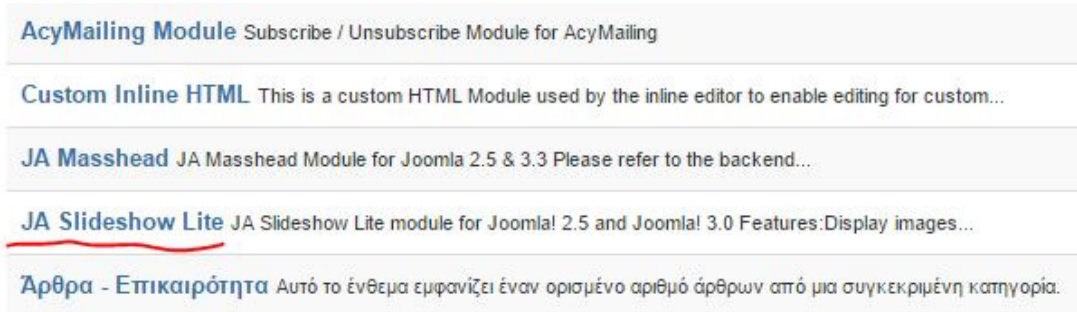 AcyMailing Module Subscribe / Unsubscribe Module for AcyMailing
Custom Inline HTML This is a custom HTML Module used by the inline editor to enable editing for custom...
JA Masshead JA Masshead Module for Joomla 2.5 & 3.3 Please refer to the backend...
JA Slideshow Lite JA Slideshow Lite module for Joomla! 2.5 and Joomla! 3.0 Features:Display images...
Άρθρα - Επικαιρότητα Αυτό το ένθεμα εμφανίζει έναν ορισμένο αριθμό άρθρων από μια συγκεκριμένη κατηγορία.